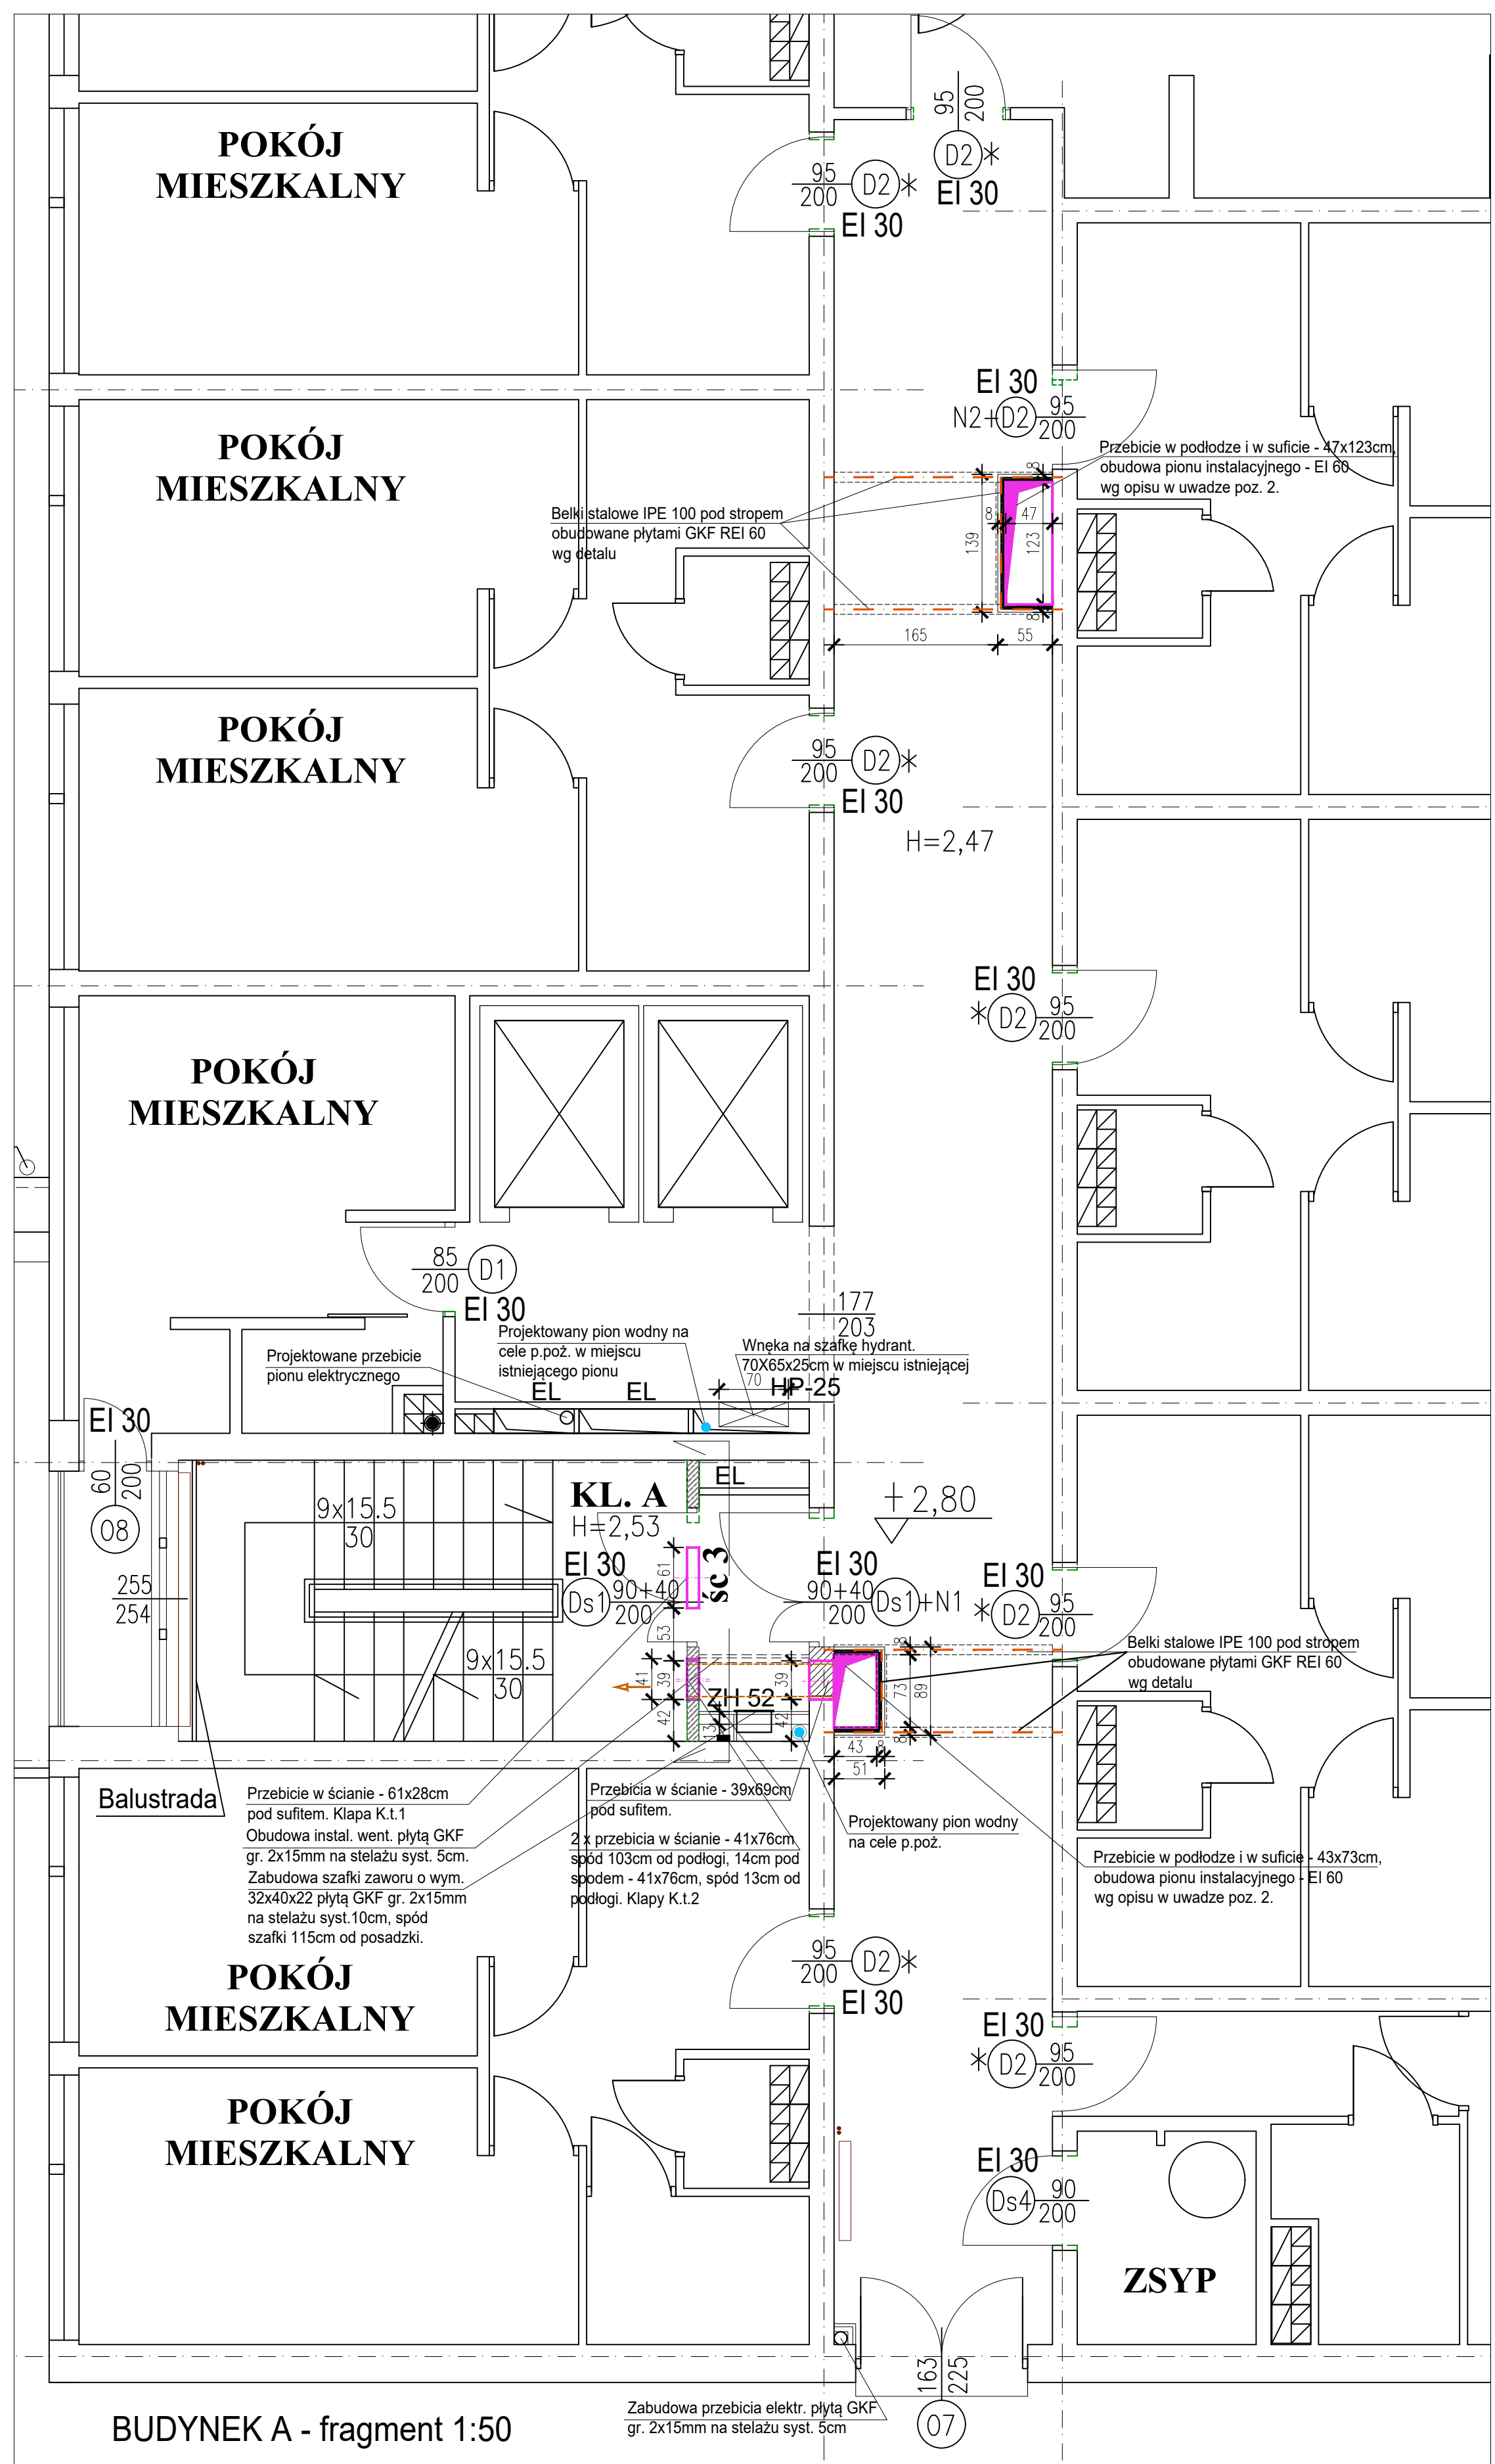 POKÓJ
MIESZKALNY
95
200
D2*
EI 30
95
200
D2*
EI 30
EI 30
N2+D2
95
200
POKÓJ
MIESZKALNY
Przebicie w podłodze i w suficie - 47x123cm,
obudowa pionu instalacyjnego - EI 60
wg opisu w uwadze poz. 2.
Belki stalowe IPE 100 pod stropem
obudowane płytami GKF REI 60
wg detalu
8
8
47
139
123
8
165
55
POKÓJ
MIESZKALNY
95
200
D2*
EI 30
H=2,47
EI 30
*D2
95
200
POKÓJ
MIESZKALNY
85
200
D1
EI 30
177
203
Projektowany pion wodny na
cele p.poż. w miejscu
istniejącego pionu
Wnęka na szafkę hydrant.
70X65x25cm w miejscu istniejącej
Projektowane przebicie
pionu elektrycznego
70
HP-25
EL
EL
EI 30
60
200
08
EL
KL. A
H=2,53
9x15.5
30
+2,80
EI 30
Ds1
90+40
200
61
śc 3
EI 30
90+40
200
Ds1+N1
EI 30
*D2
95
200
255
254
53
9x15.5
30
41
39
42
39
42
13
ZH 52
8
73
89
8
43
8
51
Belki stalowe IPE 100 pod stropem
obudowane płytami GKF REI 60
wg detalu
Balustrada
Przebicie w ścianie - 61x28cm
pod sufitem. Klapa K.t.1
Obudowa instal. went. płytą GKF
gr. 2x15mm na stelażu syst. 5cm.
Zabudowa szafki zaworu o wym.
32x40x22 płytą GKF gr. 2x15mm
na stelażu syst.10cm, spód
szafki 115cm od posadzki.
Przebicia w ścianie - 39x69cm
pod sufitem.
2 x przebicia w ścianie - 41x76cm
spód 103cm od podłogi, 14cm pod
spodem - 41x76cm, spód 13cm od
podłogi. Klapy K.t.2
Projektowany pion wodny
na cele p.poż.
Przebicie w podłodze i w suficie - 43x73cm,
obudowa pionu instalacyjnego - EI 60
wg opisu w uwadze poz. 2.
POKÓJ
MIESZKALNY
95
200
D2*
EI 30
EI 30
*D2
95
200
POKÓJ
MIESZKALNY
EI 30
Ds4
90
200
ZSYP
163
225
07
Zabudowa przebicia elektr. płytą GKF
gr. 2x15mm na stelażu syst. 5cm
BUDYNEK A - fragment 1:50